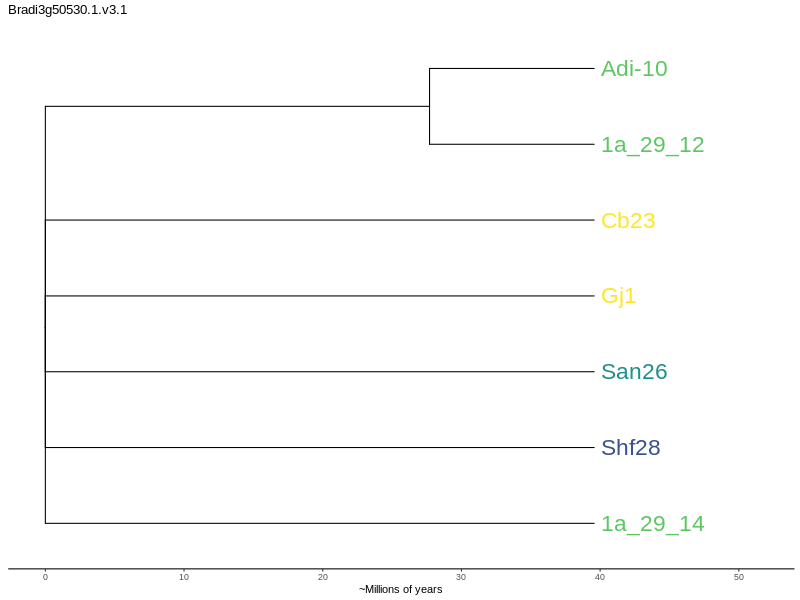 Bradi3g50530.1.v3.1
Adi-10
1a_29_12
Cb23
Gj1
San26
Shf28
1a_29_14
0 10 20 30 40 50
~Millions of years